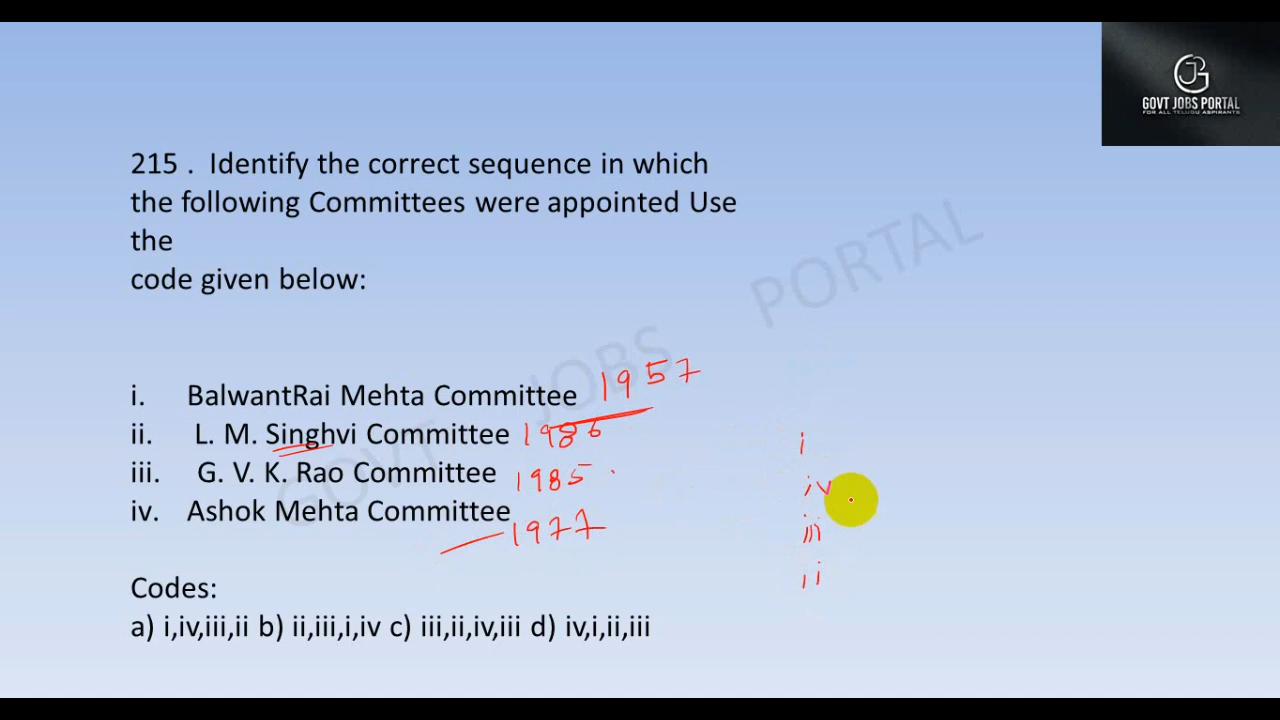 GOVT JOBS PORTAL
FOR ALL TELUGU ASPIRANTS
215 . Identify the correct sequence in which
the following Committees were appointed Use
the
code given below:
i. BalwantRai Mehta Committee 1957
ii. L. M. Singhvi Committee 1986
iii. G. V. K. Rao Committee 1985
iv. Ashok Mehta Committee 1977
i
iv
iii
ii
Codes:
a) i,iv,iii,ii b) ii,iii,i,iv c) iii,ii,iv,iii d) iv,i,ii,iii
GOVT JOBS PORTAL